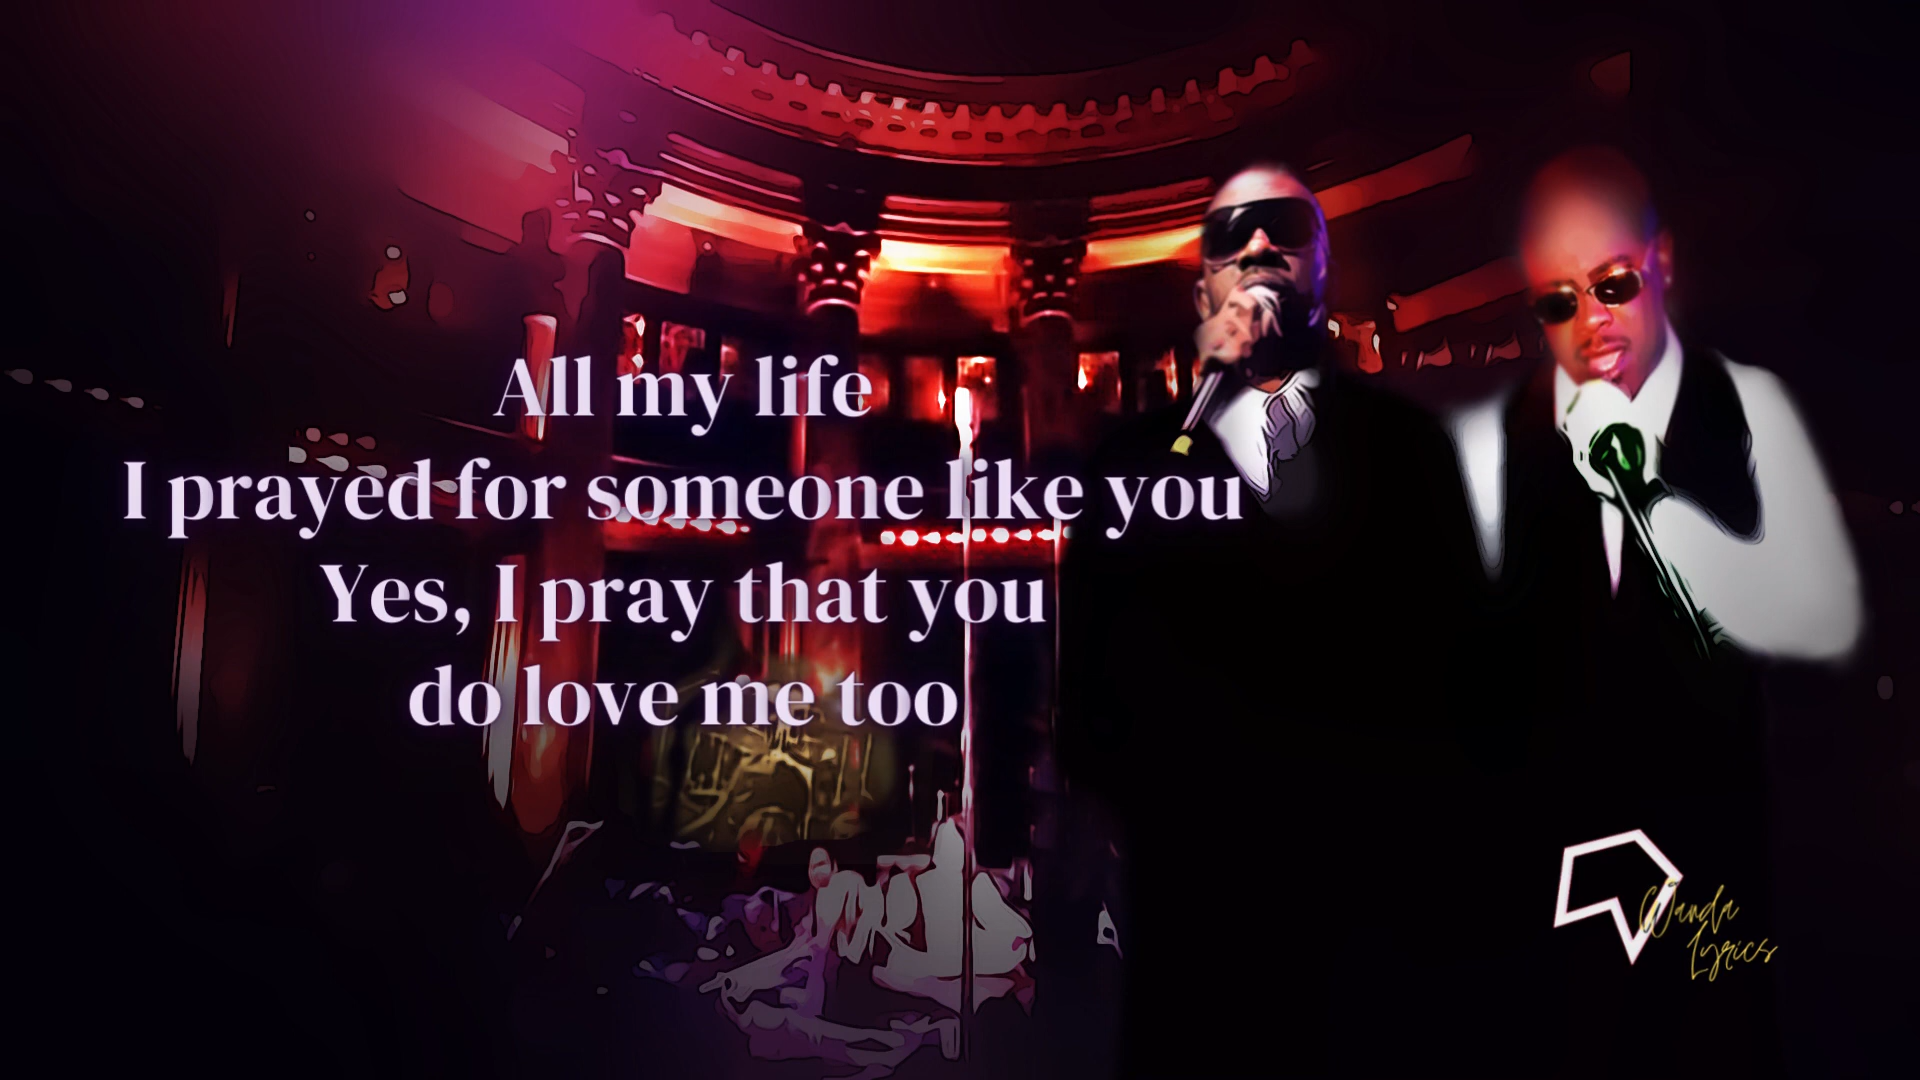 All my life
I prayed for someone like you
Yes, I pray that you
do love me too
Wanda
Lyrics